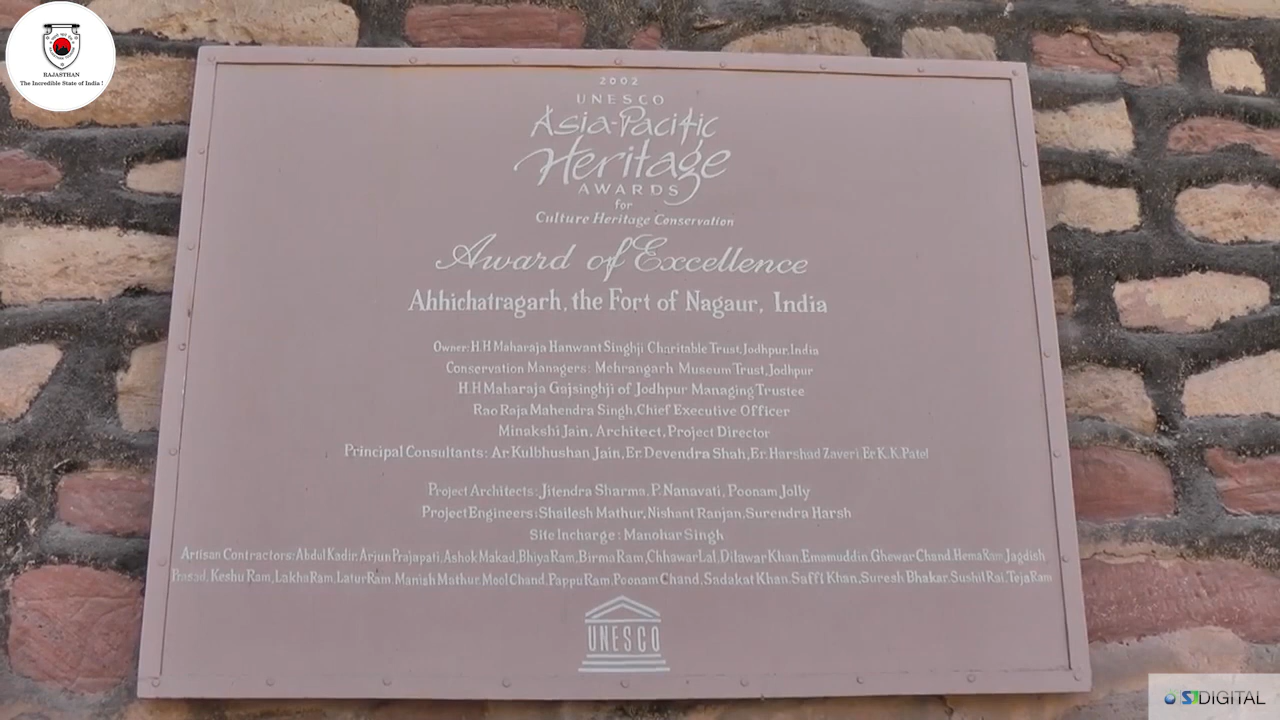 RAJASTHAN
The Incredible State of India !
2002
UNESCO
Asia-Pacific
Heritage
AWARDS
for
Culture Heritage Conservation
Award of Excellence
Ahhichatragarh, the Fort of Nagaur, India
Owner: H.H Maharaja Hanwant Singhji Charitable Trust, Jodhpur, India
Conservation Managers: Mehrangarh Museum Trust, Jodhpur
H.H Maharaja Gajsinghji of Jodhpur Managing Trustee
Rao Raja Mahendra Singh, Chief Executive Officer
Minakshi Jain, Architect, Project Director
Principal Consultants: Ar Kulbhushan Jain, Er Devendra Shah, Er. Harshad Zaveri, Er K.K. Patel
Project Architects: Jitendra Sharma, P. Nanavati, Poonam Jolly
Project Engineers: Shailesh Mathur, Nishant Ranjan, Surendra Harsh
Site Incharge : Manohar Singh
Artisan Contractors: Abdul Kadir, Arjun Prajapati, Ashok Makad, Bhiya Ram, Birma Ram, Chhawar Lal, Dilawar Khan, Emamuddin, Ghewar Chand, Hema Ram, Jagdish
Prasad, Keshu Ram, Lakha Ram, Latur Ram, Manish Mathur, Mool Chand, Pappu Ram, Poonam Chand, Sadakat Khan, Saffi Khan, Suresh Bhakar, Sushil Rai, Teja Ram
UNESCO
SJ DIGITAL